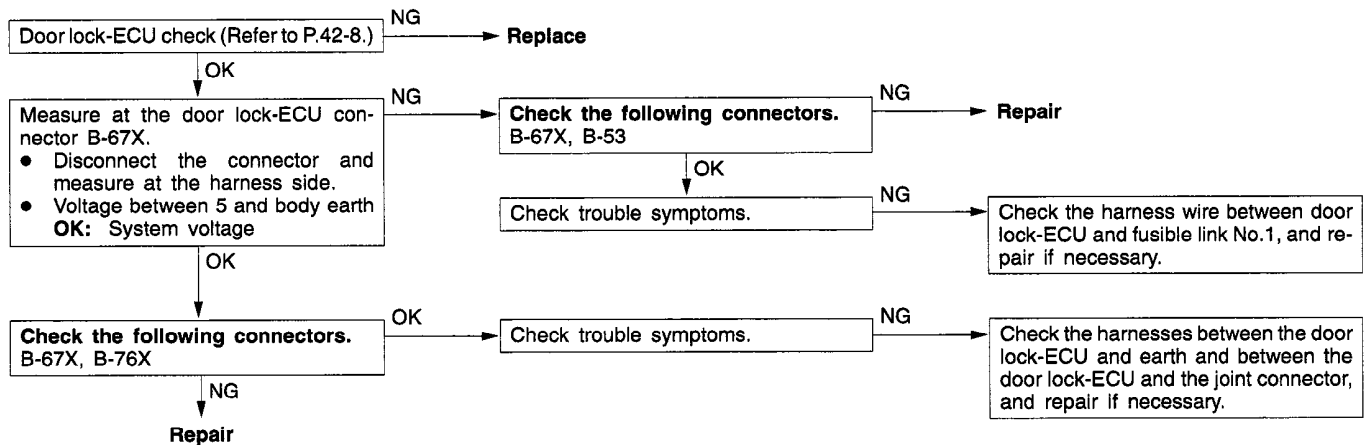 NG
Door lock-ECU check (Refer to P.42-8.)
Replace
OK
Measure at the door lock-ECU con-
nector B-67X.
● Disconnect the connector and
measure at the harness side.
● Voltage between 5 and body earth
OK: System voltage
NG
Check the following connectors.
B-67X, B-53
NG
Repair
OK
Check trouble symptoms.
NG
Check the harness wire between door
lock-ECU and fusible link No.1, and re-
pair if necessary.
OK
Check the following connectors.
B-67X, B-76X
OK
Check trouble symptoms.
NG
Check the harnesses between the door
lock-ECU and earth and between the
door lock-ECU and the joint connector,
and repair if necessary.
NG
Repair